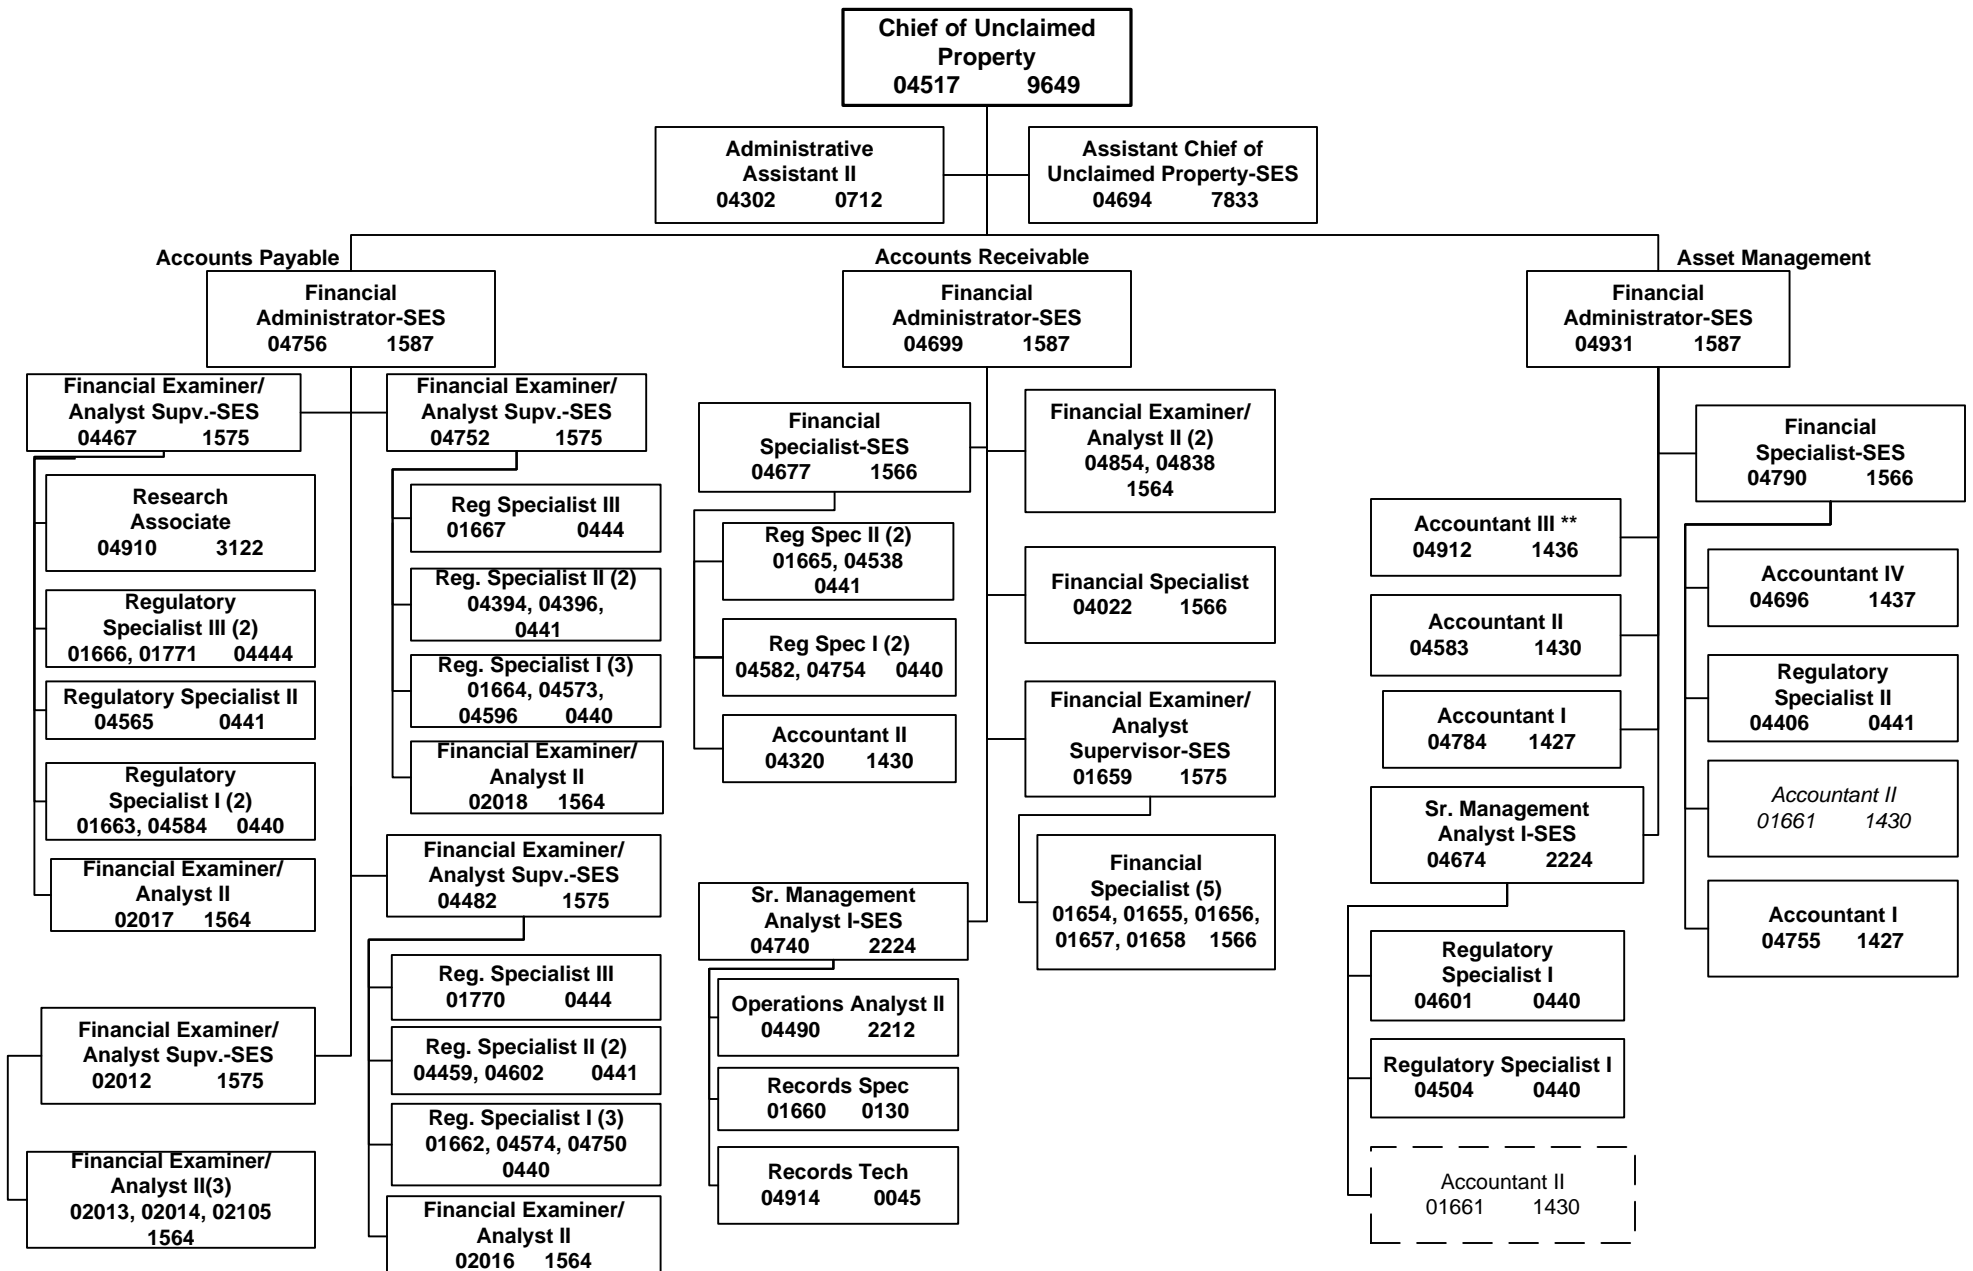 Chief of Unclaimed
Property
04517 9649
Administrative
Assistant II
04302 0712
Assistant Chief of
Unclaimed Property-SES
04694 7833
Accounts Payable
Financial
Administrator-SES
04756 1587
Financial Examiner/
Analyst Supv.-SES
04467 1575
Research
Associate
04910 3122
Regulatory
Specialist III (2)
01666, 01771 04444
Regulatory Specialist II
04565 0441
Regulatory
Specialist I (2)
01663, 04584 0440
Financial Examiner/
Analyst II
02017 1564
Financial Examiner/
Analyst Supv.-SES
04752 1575
Reg Specialist III
01667 0444
Reg. Specialist II (2)
04394, 04396,
0441
Reg. Specialist I (3)
01664, 04573,
04596 0440
Financial Examiner/
Analyst II
02018 1564
Financial Examiner/
Analyst Supv.-SES
04482 1575
Reg. Specialist III
01770 0444
Reg. Specialist II (2)
04459, 04602 0441
Reg. Specialist I (3)
01662, 04574, 04750
0440
Financial Examiner/
Analyst II
02016 1564
Financial Examiner/
Analyst Supv.-SES
02012 1575
Financial Examiner/
Analyst II(3)
02013, 02014, 02105
1564
Accounts Receivable
Financial
Administrator-SES
04699 1587
Financial
Specialist-SES
04677 1566
Reg Spec II (2)
01665, 04538
0441
Reg Spec I (2)
04582, 04754 0440
Accountant II
04320 1430
Financial Examiner/
Analyst II (2)
04854, 04838
1564
Financial Specialist
04022 1566
Financial Examiner/
Analyst
Supervisor-SES
01659 1575
Financial
Specialist (5)
01654, 01655, 01656,
01657, 01658 1566
Sr. Management
Analyst I-SES
04740 2224
Operations Analyst II
04490 2212
Records Spec
01660 0130
Records Tech
04914 0045
Asset Management
Financial
Administrator-SES
04931 1587
Financial
Specialist-SES
04790 1566
Accountant IV
04696 1437
Regulatory
Specialist II
04406 0441
Accountant II
01661 1430
Accountant I
04755 1427
Accountant III **
04912 1436
Accountant II
04583 1430
Accountant I
04784 1427
Sr. Management
Analyst I-SES
04674 2224
Regulatory
Specialist I
04601 0440
Regulatory Specialist I
04504 0440
Accountant II
01661 1430